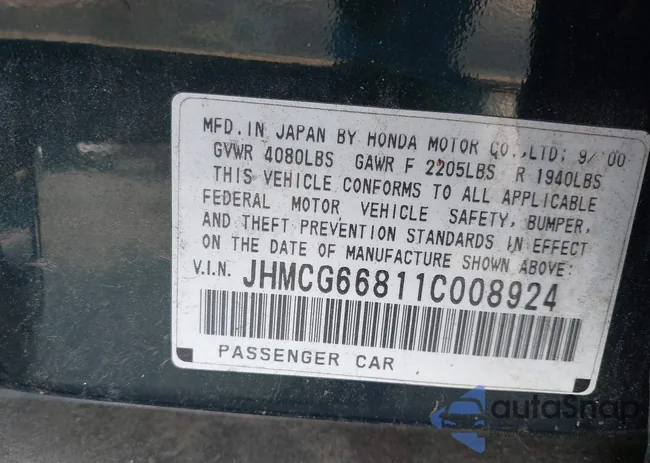 MFD. IN JAPAN BY HONDA MOTOR CO., LTD; 9/'00
GVWR 4080LBS GAWR F 2205LBS R 1940LBS
THIS VEHICLE CONFORMS TO ALL APPLICABLE
FEDERAL MOTOR VEHICLE SAFETY, BUMPER,
AND THEFT PREVENTION STANDARDS IN EFFECT
ON THE DATE OF MANUFACTURE SHOWN ABOVE:
V.I.N. JHMCG66811C008924
PASSENGER CAR
autoSnap